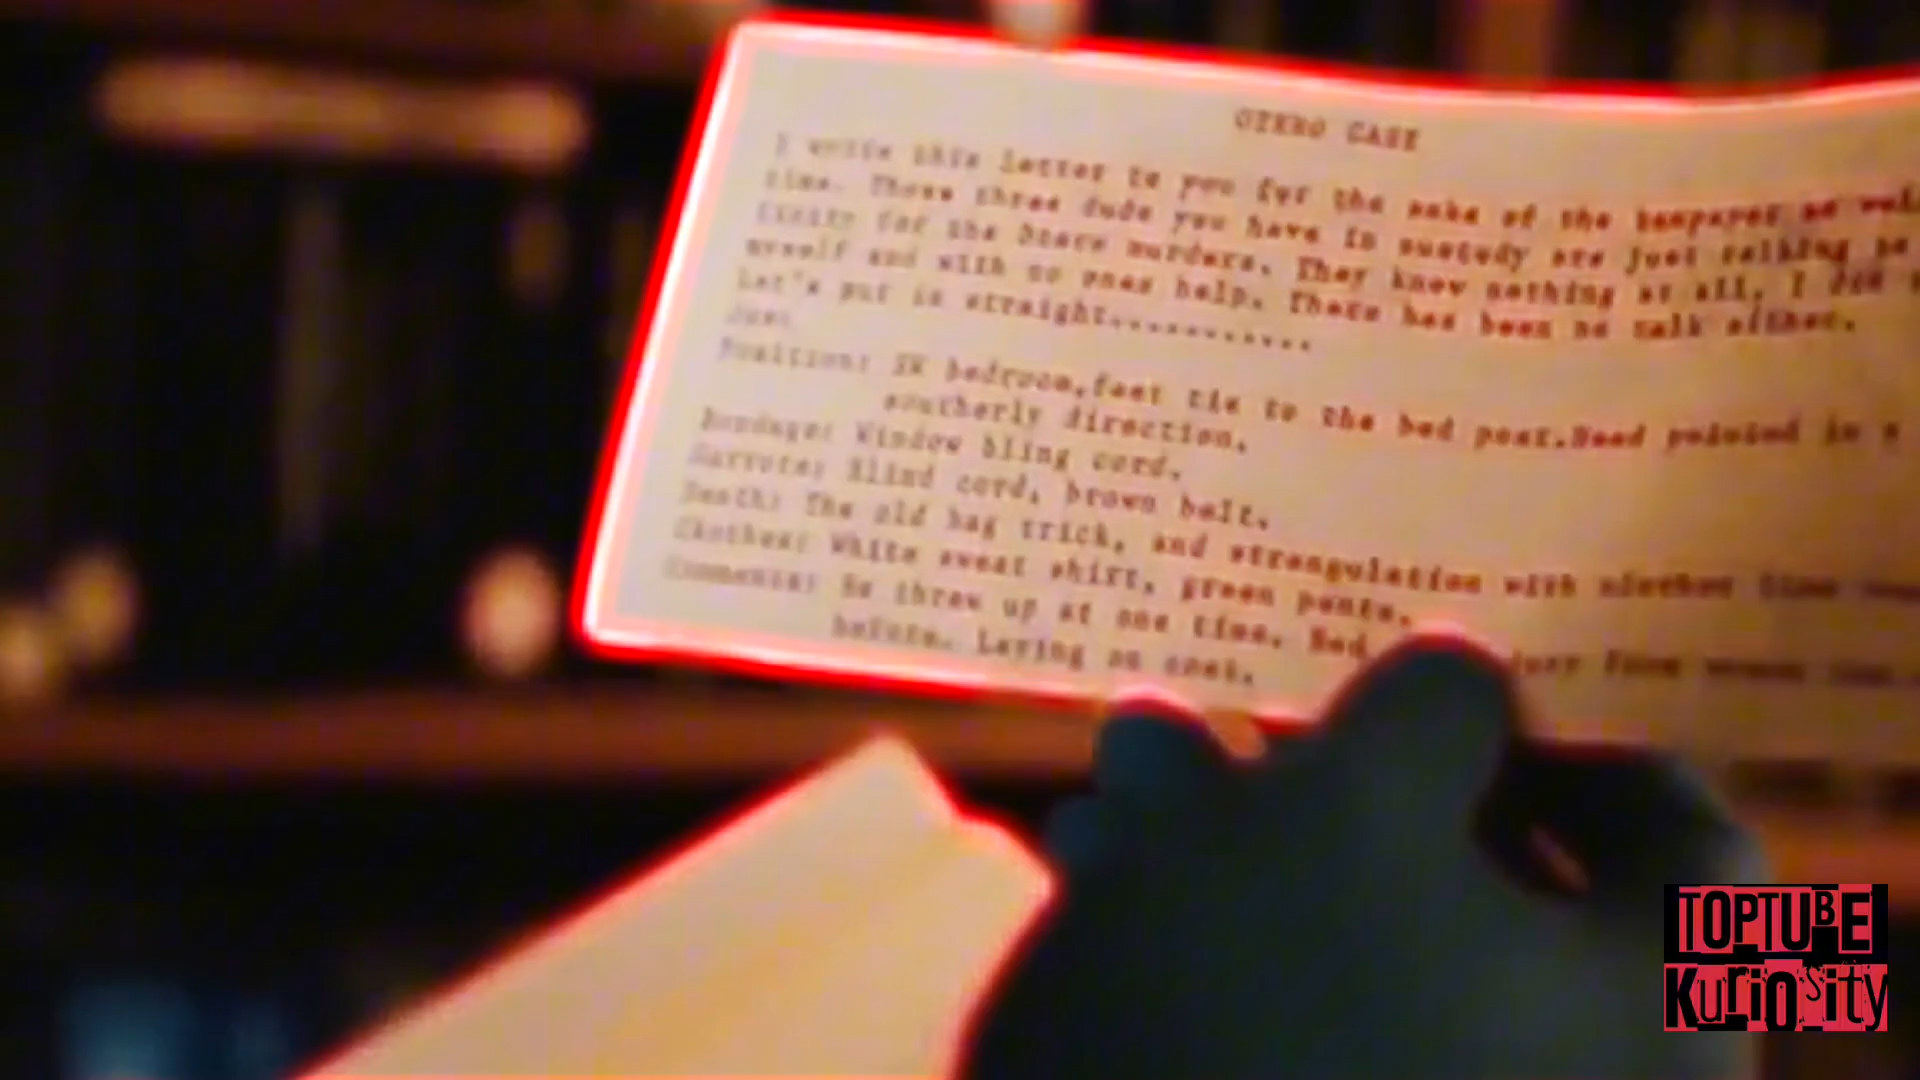 OTERO CASE
I write this letter to you for the sake of the taxpayer as well
time. Those three dude you have in custody are just talking
for the Otero murders. They know nothing at all. I did
myself and with no ones help. There has been no talk either.
Let's put it straight...........
Position: SW bedroom,feet tie to the bed post.Head pointed in a
southerly direction.
Bondage: Window bling cord.
Garrote: Blind cord, brown belt.
Death: The old bag trick, and strangulation with
Clothes: White sweat shirt, green pants.
Comments: He threw up at one time. Had
before. Laying on coat.
TOPTUBE
KurioSity